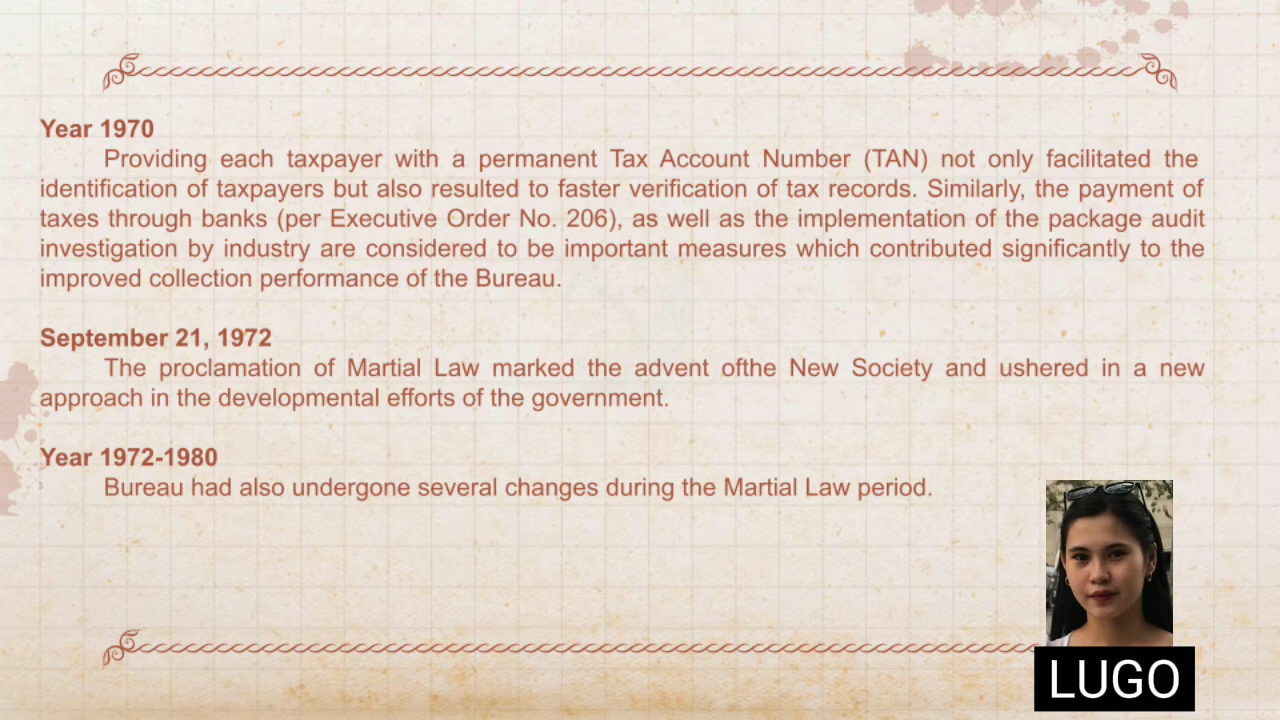 Year 1970
Providing each taxpayer with a permanent Tax Account Number (TAN) not only facilitated the
identification of taxpayers but also resulted to faster verification of tax records. Similarly, the payment of
taxes through banks (per Executive Order No. 206), as well as the implementation of the package audit
investigation by industry are considered to be important measures which contributed significantly to the
improved collection performance of the Bureau.
September 21, 1972
The proclamation of Martial Law marked the advent ofthe New Society and ushered in a new
approach in the developmental efforts of the government.
Year 1972-1980
Bureau had also undergone several changes during the Martial Law period.
LUGO